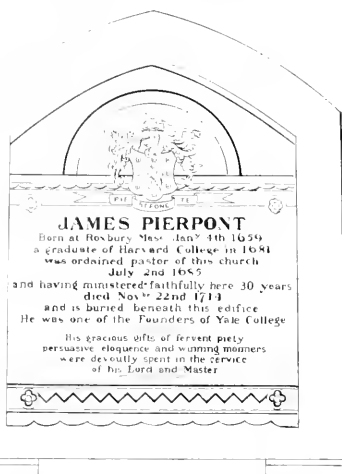 PIE REPONE TE
JAMES PIERPONT
Born at Roxbury Mass Jany 4th 1659
a graduate of Harvard College in 1681
was ordained pastor of this church
July 2nd 1685
and having ministered faithfully here 30 years
died Novbr 22nd 1714
and is buried beneath this edifice
He was one of the Founders of Yale College
His gracious gifts of fervent piety
persuasive eloquence and winning manners
were devoutly spent in the service
of his Lord and Master